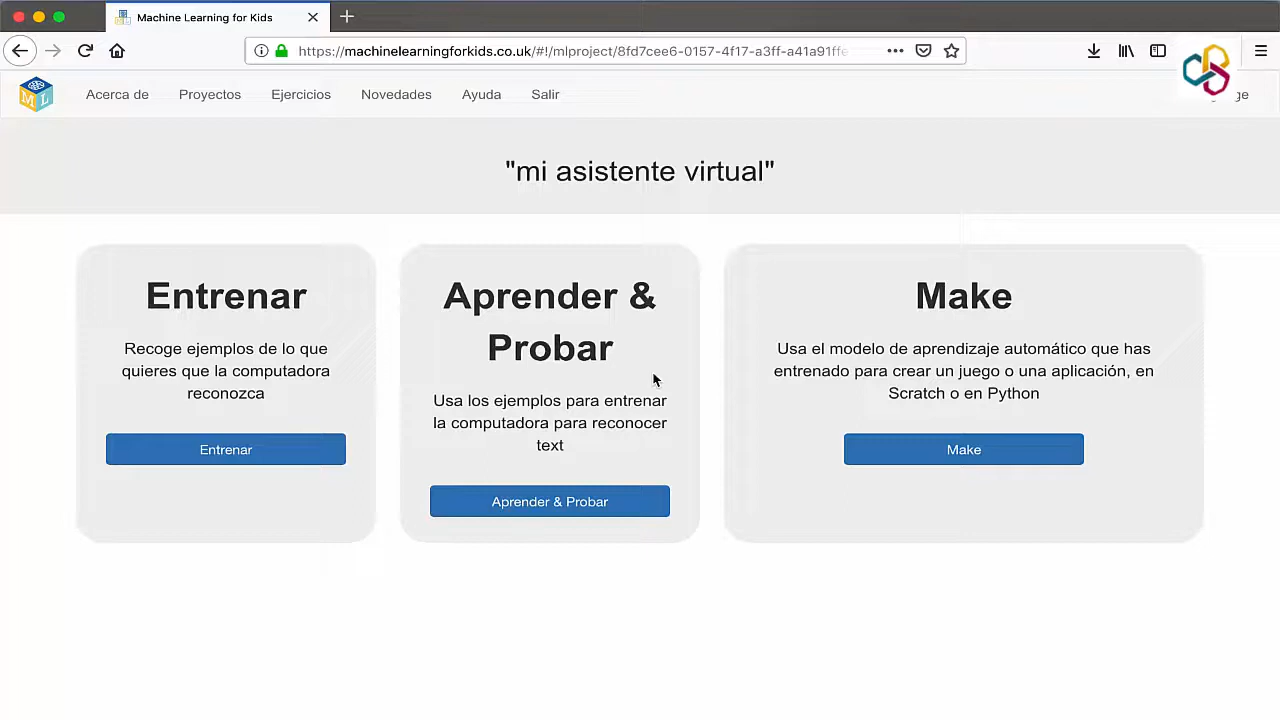 Machine Learning for Kids
https://machinelearningforkids.co.uk/#!/mlproject/8fd7cee6-0157-4f17-a3ff-a41a91ffe
ML
Acerca de Proyectos Ejercicios Novedades Ayuda Salir
"mi asistente virtual"
Entrenar
Recoge ejemplos de lo que
quieres que la computadora
reconozca
Entrenar
Aprender &
Probar
Usa los ejemplos para entrenar
la computadora para reconocer
text
Aprender & Probar
Make
Usa el modelo de aprendizaje automático que has
entrenado para crear un juego o una aplicación, en
Scratch o en Python
Make